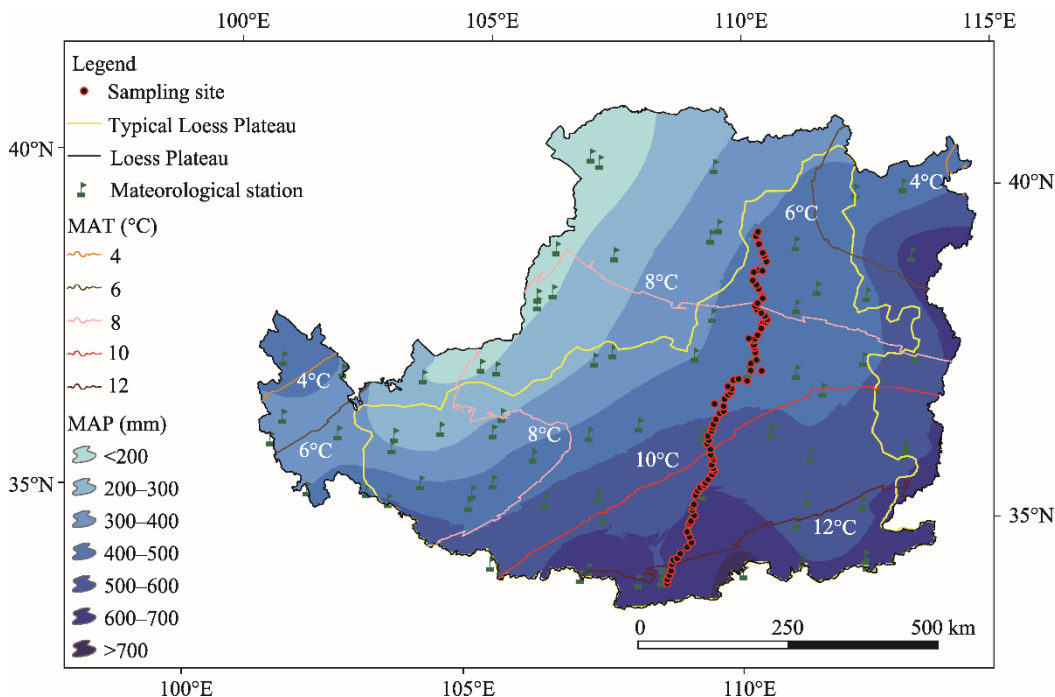 100°E 105°E 110°E 115°E
Legend
Sampling site
Typical Loess Plateau
Loess Plateau
Mateorological station
MAT (°C)
4
6
8
10
12
MAP (mm)
<200
200–300
300–400
400–500
500–600
600–700
>700
40°N
35°N
40°N
35°N
4°C
6°C
8°C
4°C
6°C
8°C
10°C
12°C
0 250 500 km
100°E 105°E 110°E